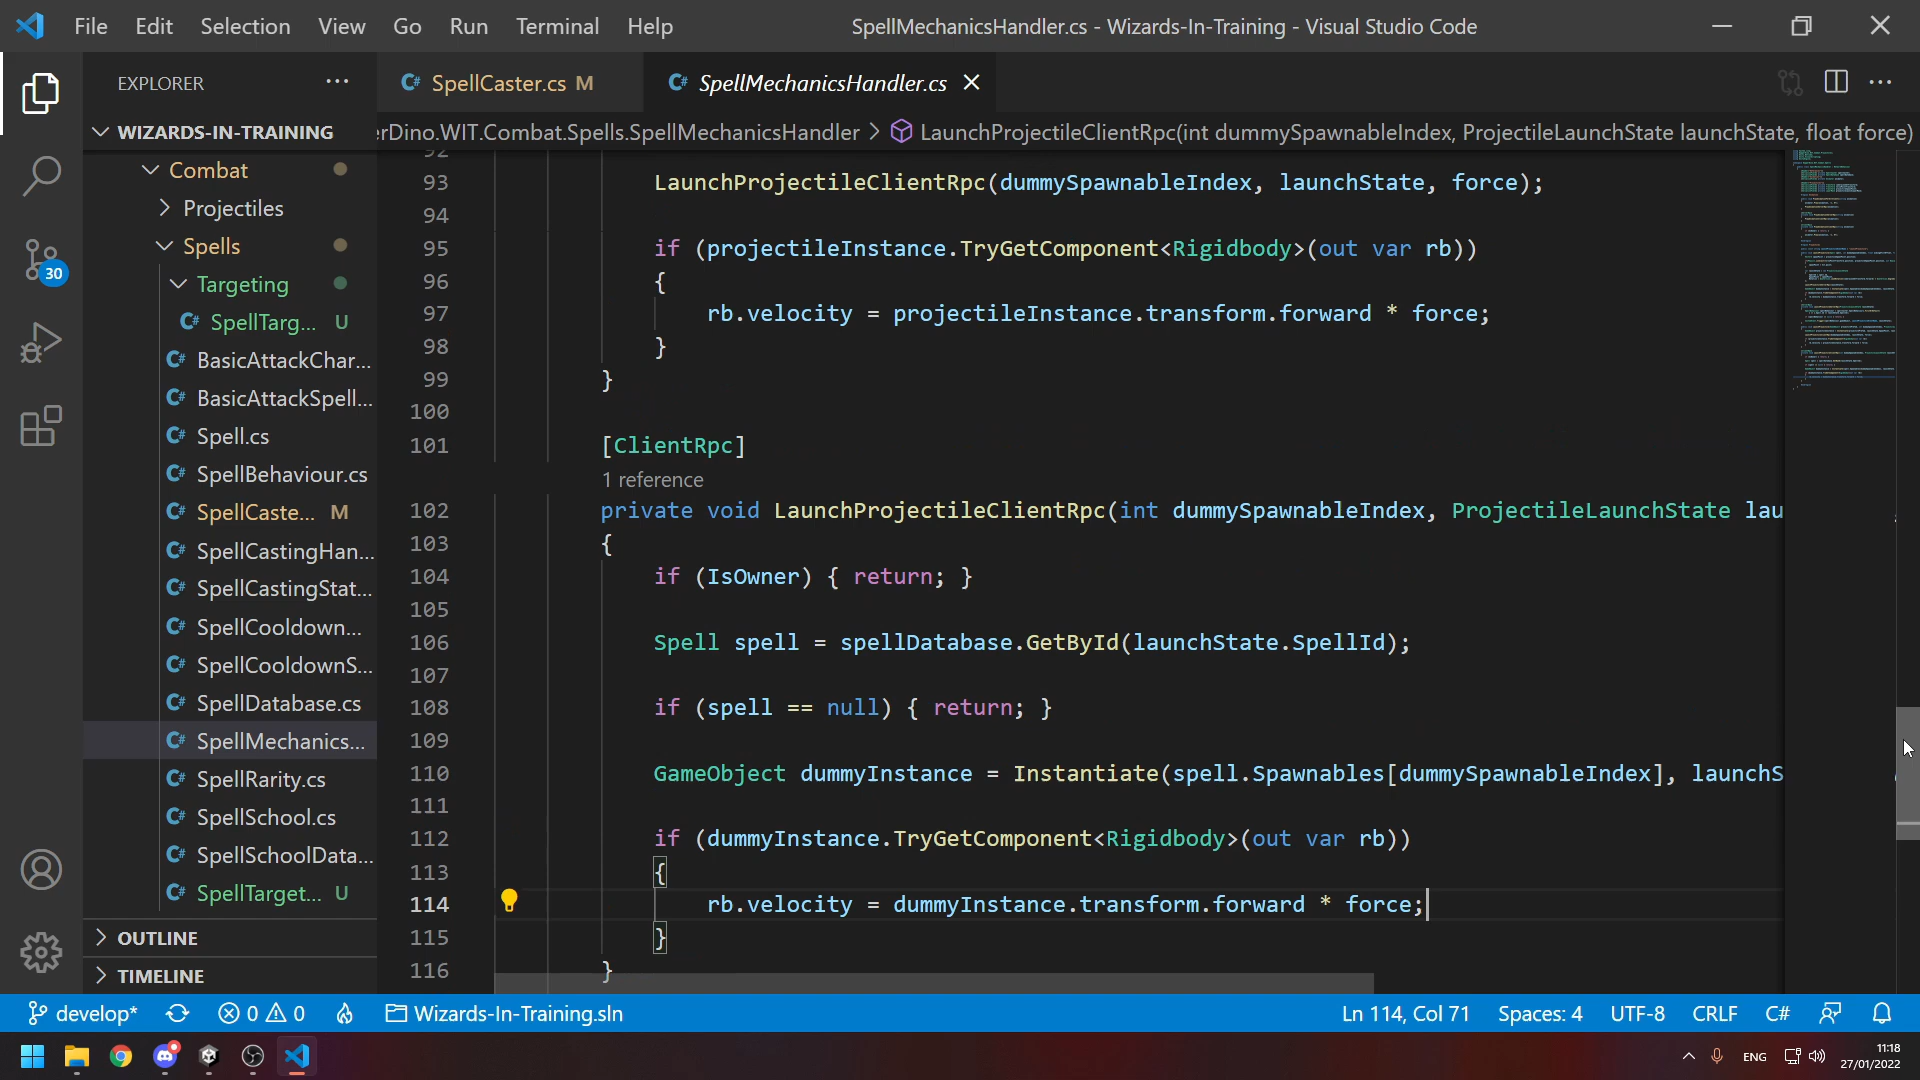 File Edit Selection View Go Run Terminal Help
SpellMechanicsHandler.cs - Wizards-In-Training - Visual Studio Code
EXPLORER
SpellCaster.cs M
SpellMechanicsHandler.cs
WIZARDS-IN-TRAINING
erDino.WIT.Combat.Spells.SpellMechanicsHandler > LaunchProjectileClientRpc(int dummySpawnableIndex, ProjectileLaunchState launchState, float force)
Combat
Projectiles
Spells
Targeting
SpellTarg... U
BasicAttackChar...
BasicAttackSpell...
Spell.cs
SpellBehaviour.cs
SpellCaste... M
SpellCastingHan...
SpellCastingStat...
SpellCooldown...
SpellCooldownS...
SpellDatabase.cs
SpellMechanics...
SpellRarity.cs
SpellSchool.cs
SpellSchoolData...
SpellTarget... U
OUTLINE
TIMELINE
30
92
93 LaunchProjectileClientRpc(dummySpawnableIndex, launchState, force);
94
95 if (projectileInstance.TryGetComponent<Rigidbody>(out var rb))
96 {
97 rb.velocity = projectileInstance.transform.forward * force;
98 }
99 }
100
101 [ClientRpc]
1 reference
102 private void LaunchProjectileClientRpc(int dummySpawnableIndex, ProjectileLaunchState lau
103 {
104 if (IsOwner) { return; }
105
106 Spell spell = spellDatabase.GetById(launchState.SpellId);
107
108 if (spell == null) { return; }
109
110 GameObject dummyInstance = Instantiate(spell.Spawnables[dummySpawnableIndex], launchS
111
112 if (dummyInstance.TryGetComponent<Rigidbody>(out var rb))
113 {
114 rb.velocity = dummyInstance.transform.forward * force;
115 }
116 }
develop* 0 0 Wizards-In-Training.sln
Ln 114, Col 71 Spaces: 4 UTF-8 CRLF C#
ENG
11:18
27/01/2022